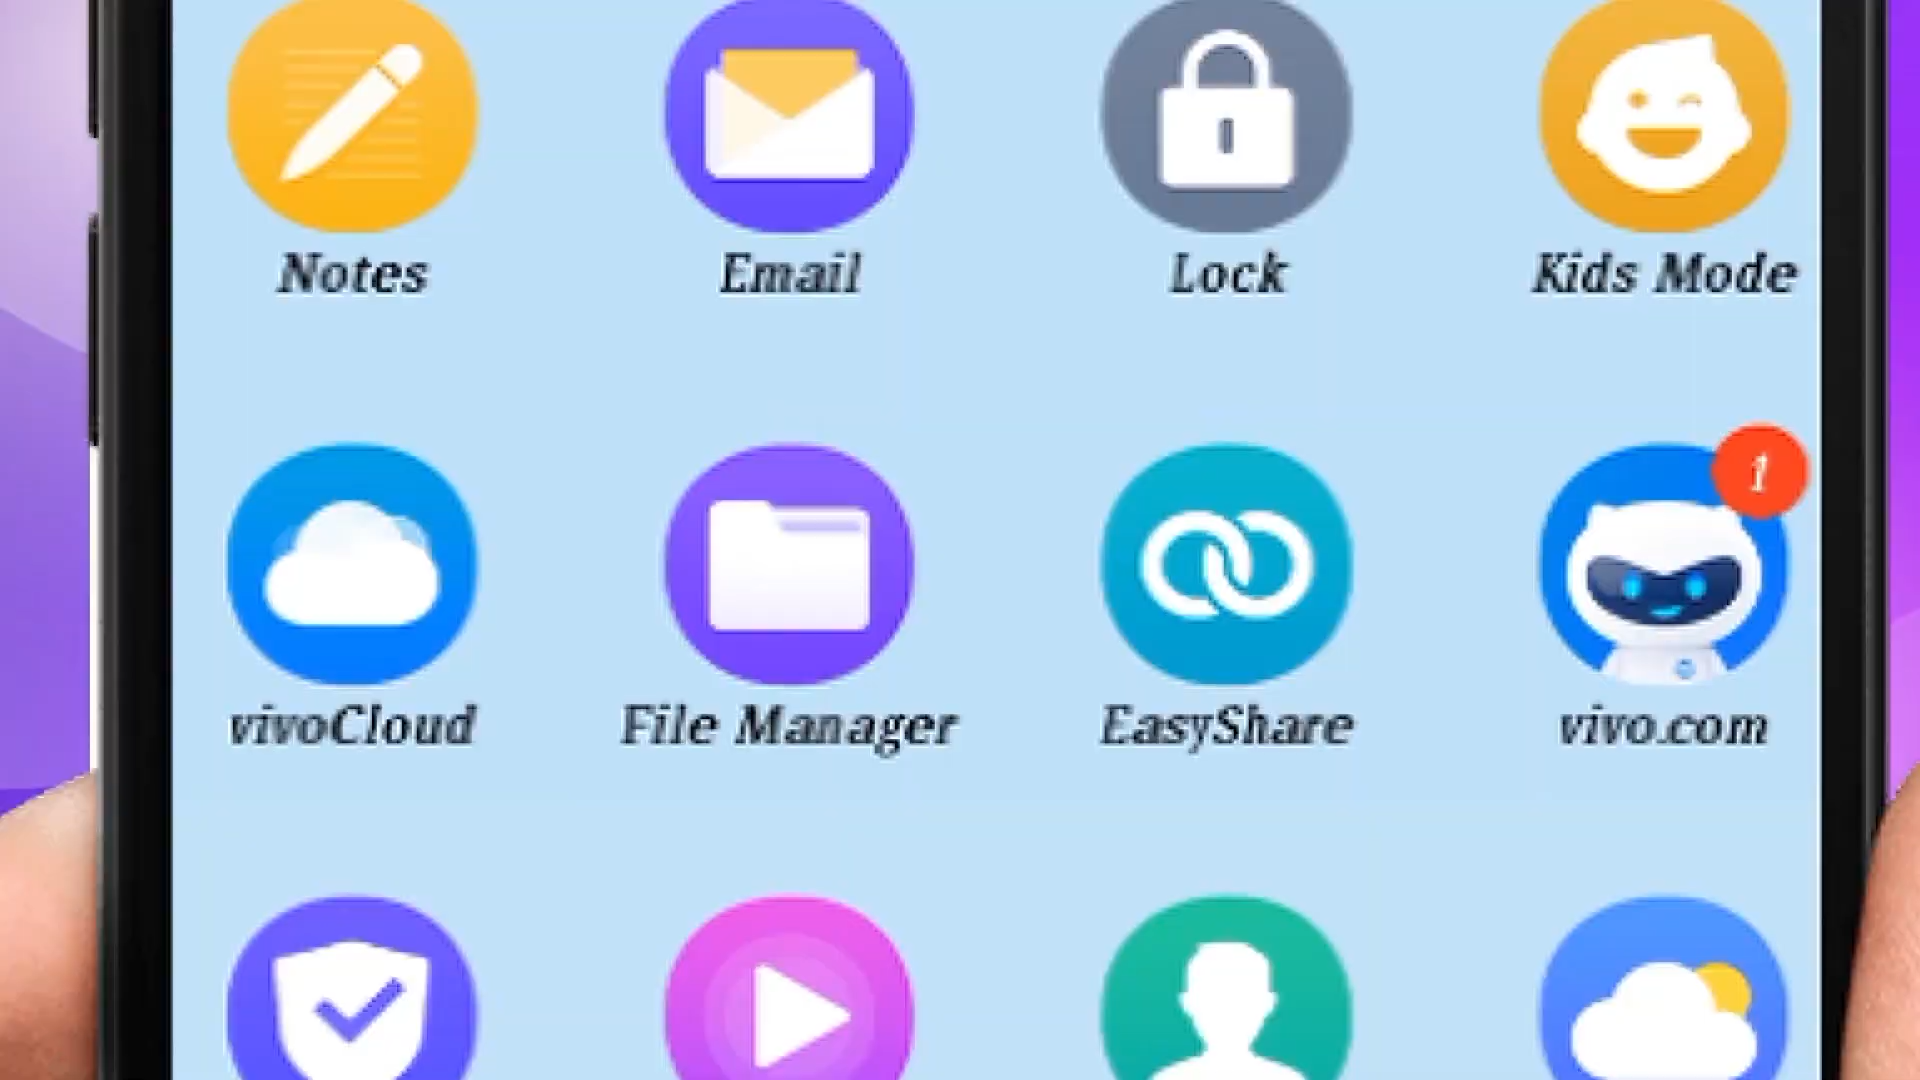 Notes
Email
Lock
Kids Mode
1
vivoCloud
File Manager
EasyShare
vivo.com